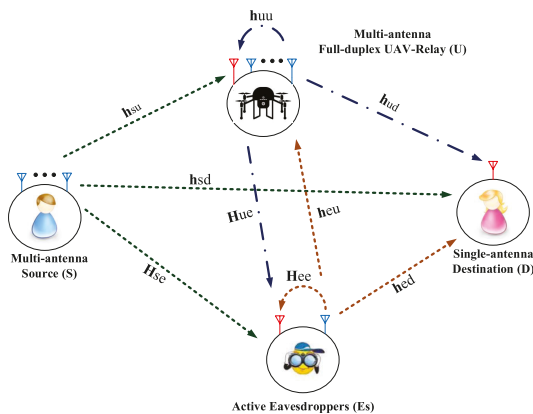 huu
Multi-antenna
Full-duplex UAV-Relay (U)
hsu
hud
hsd
Hue
heu
Multi-antenna
Source (S)
Single-antenna
Destination (D)
Hse
Hee
hed
Active Eavesdroppers (Es)